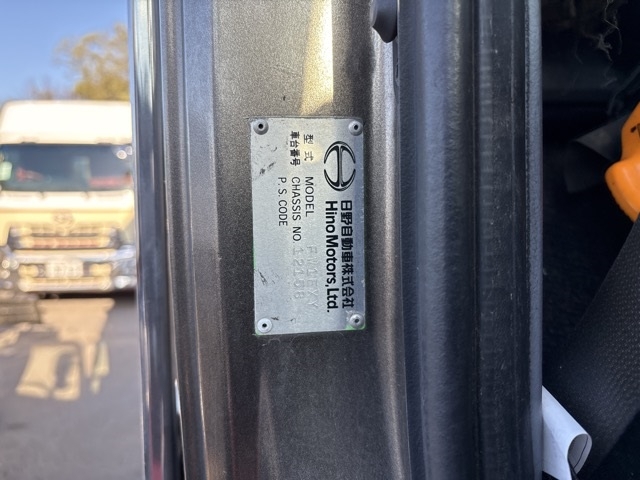 日野自動車株式会社
Hino Motors, Ltd.
型式 MODEL
車台番号 CHASSIS NO. 12168
P.S. CODE